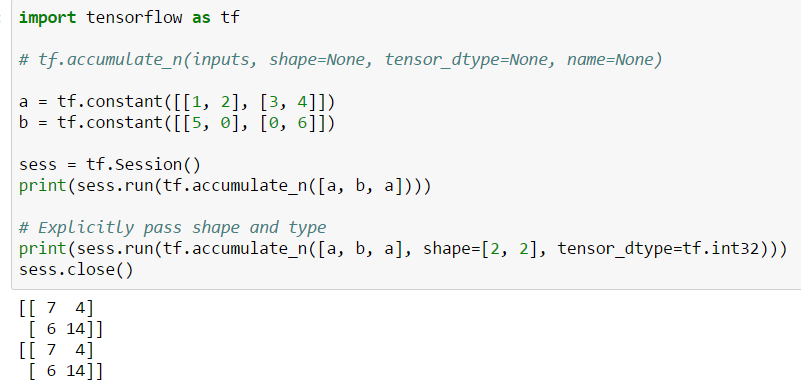 import tensorflow as tf
# tf.accumulate_n(inputs, shape=None, tensor_dtype=None, name=None)
a = tf.constant([[1, 2], [3, 4]])
b = tf.constant([[5, 0], [0, 6]])
sess = tf.Session()
print(sess.run(tf.accumulate_n([a, b, a])))
# Explicitly pass shape and type
print(sess.run(tf.accumulate_n([a, b, a], shape=[2, 2], tensor_dtype=tf.int32)))
sess.close()
[[ 7  4]
 [ 6 14]]
[[ 7  4]
 [ 6 14]]